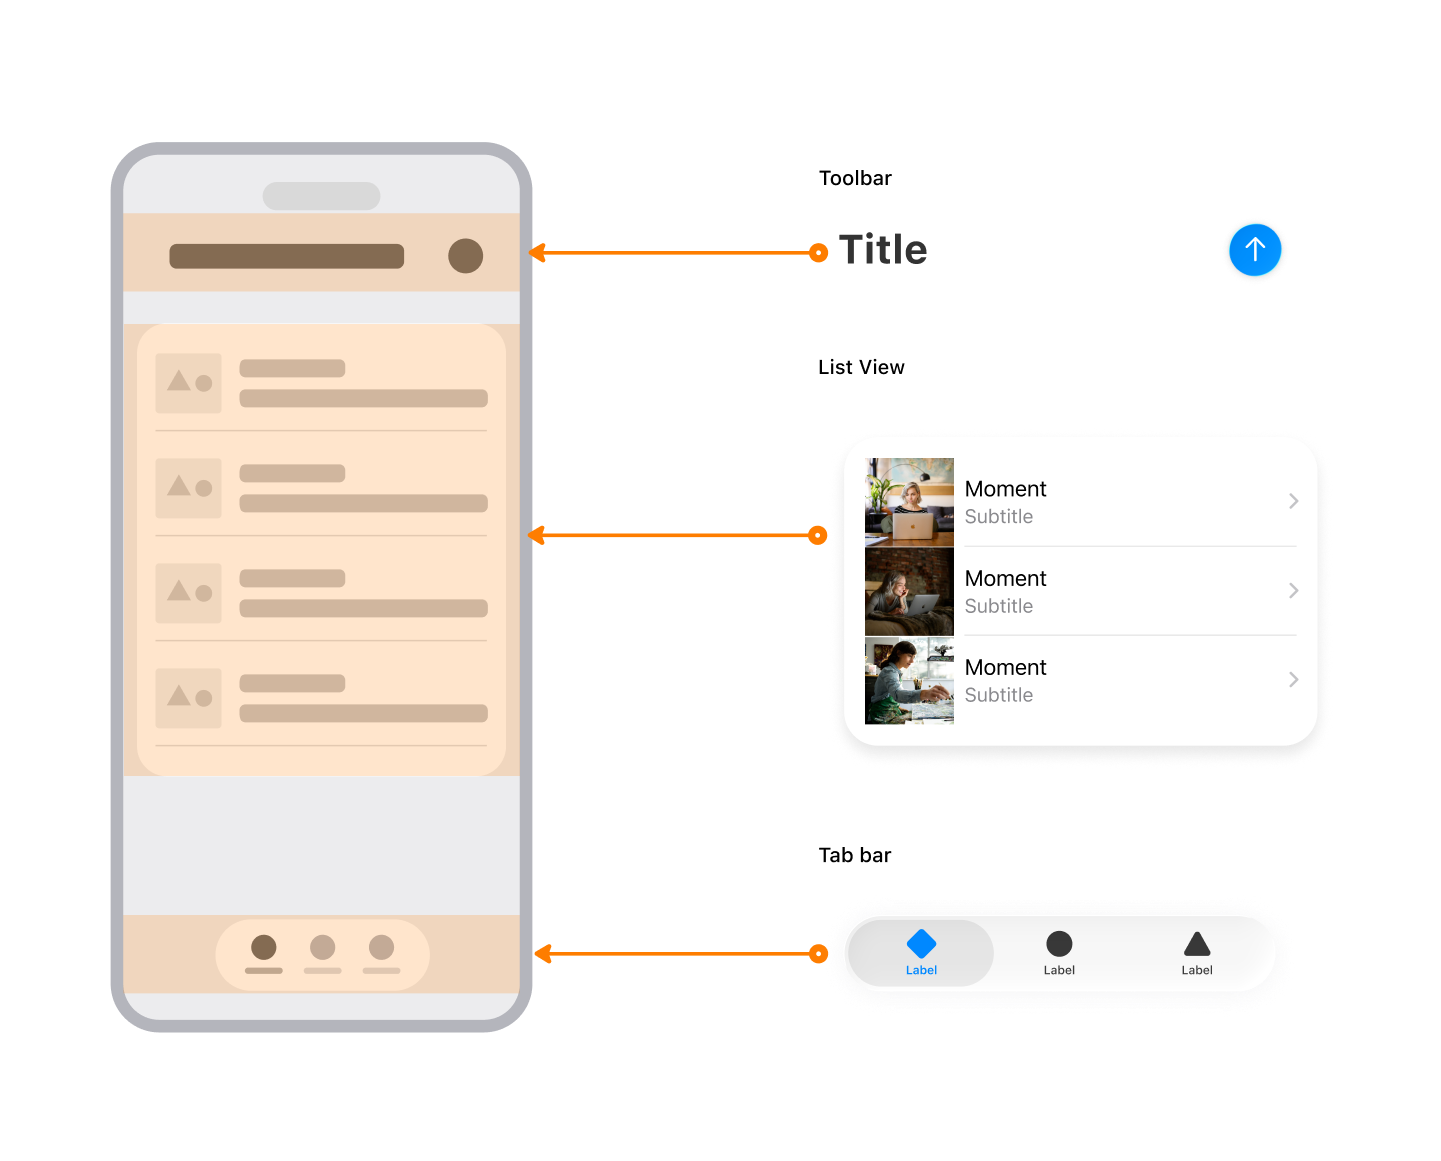 Toolbar
Title
List View
Moment
Subtitle
Moment
Subtitle
Moment
Subtitle
Tab bar
Label
Label
Label